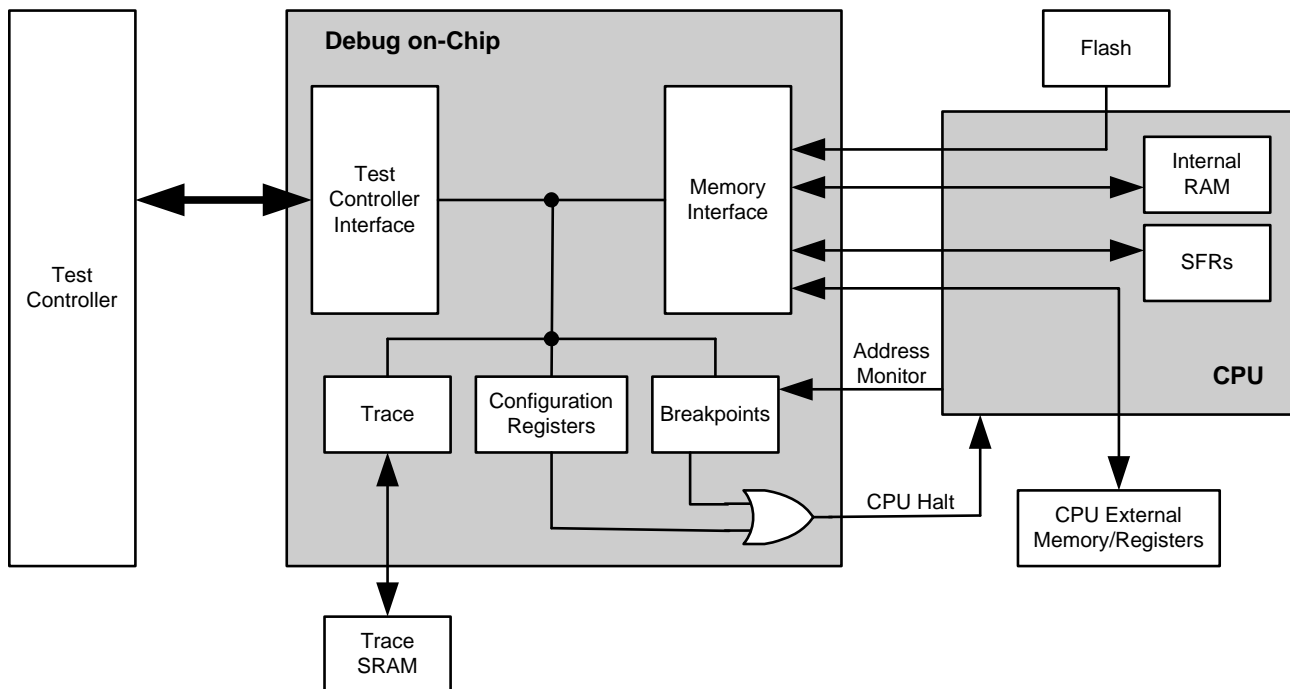 Debug on-Chip
Flash
Test
Controller
Test
Controller
Interface
Memory
Interface
Internal
RAM
SFRs
CPU
Address
Monitor
Trace
Configuration
Registers
Breakpoints
CPU Halt
CPU External
Memory/Registers
Trace
SRAM